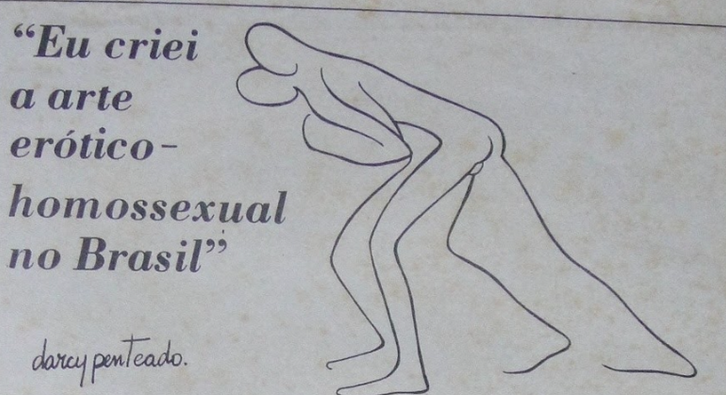 “Eu criei
a arte
erótico-
homossexual
no Brasil”
darcy penteado.